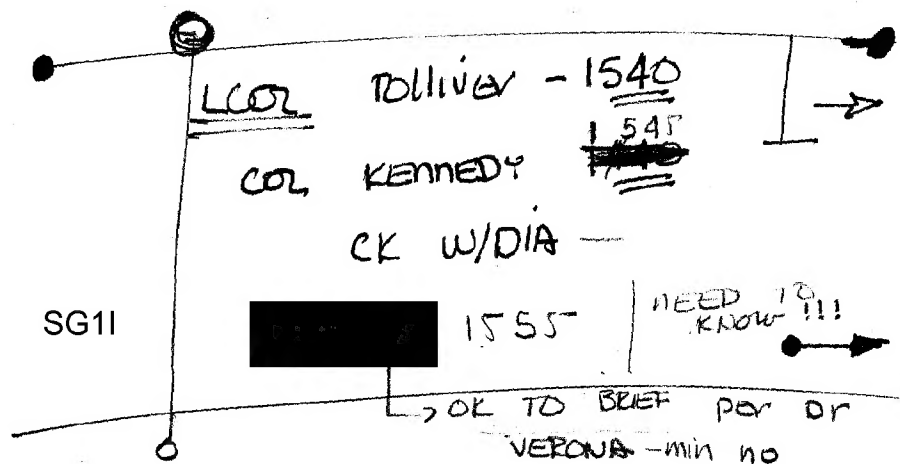 LCOL TOlliVER - 1540
1545
COL KENNEDY
CK W/DIA —
SG1I 1555 NEED TO KNOW !!!
→ OK TO BRIEF per Dr
VERONA - min no